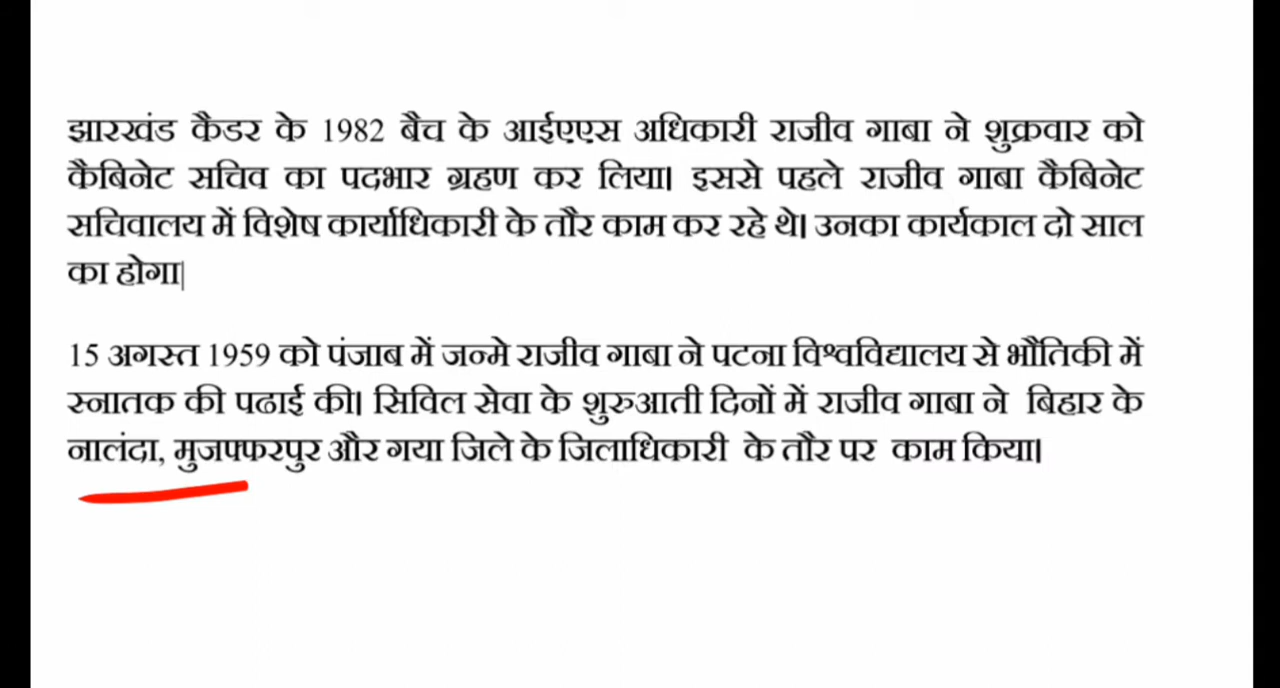 झारखंड कैडर के 1982 बैच के आईएएस अधिकारी राजीव गाबा ने शुक्रवार को
कैबिनेट सचिव का पदभार ग्रहण कर लिया। इससे पहले राजीव गाबा कैबिनेट
सचिवालय में विशेष कार्याधिकारी के तौर काम कर रहे थे। उनका कार्यकाल दो साल
का होगा|
15 अगस्त 1959 को पंजाब में जन्मे राजीव गाबा ने पटना विश्वविद्यालय से भौतिकी में
स्नातक की पढाई की। सिविल सेवा के शुरुआती दिनों में राजीव गाबा ने बिहार के
नालंदा, मुजफ्फरपुर और गया जिले के जिलाधिकारी के तौर पर काम किया।